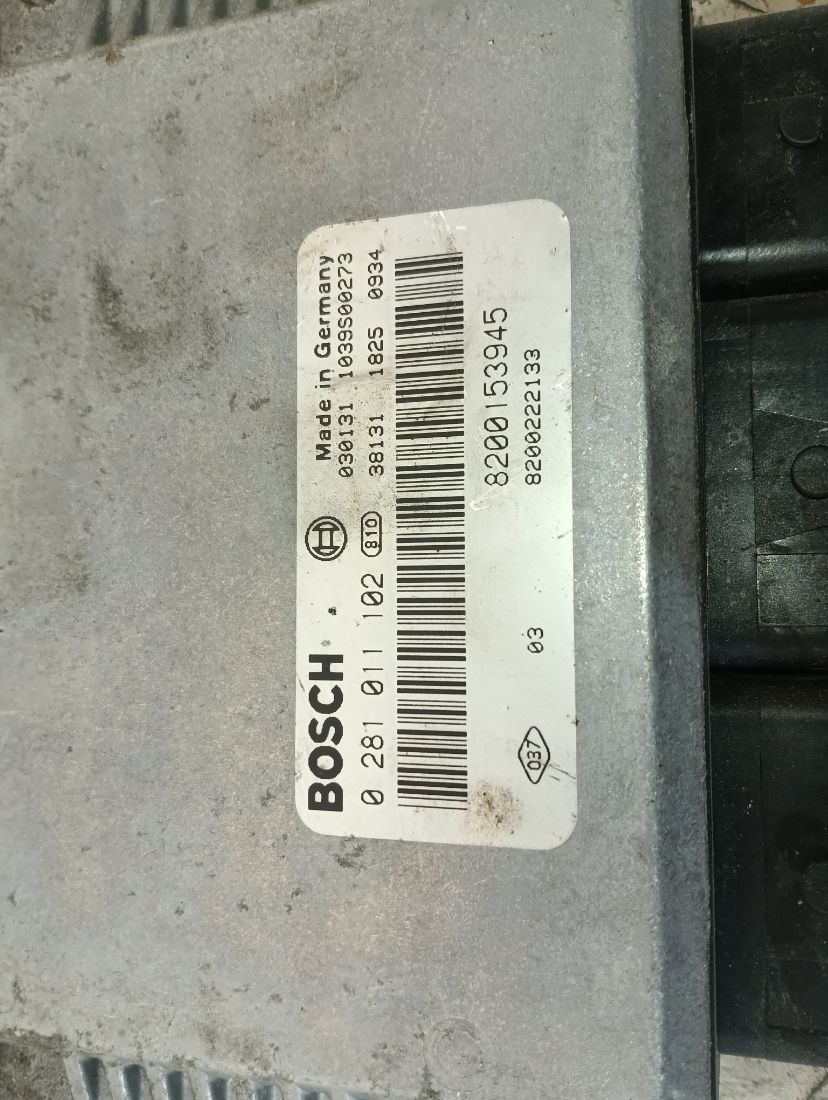 BOSCH
Made in Germany
030131 1039S00273
0 281 011 102 810 38131 1825 0934
8200153945
037 03 8200222133